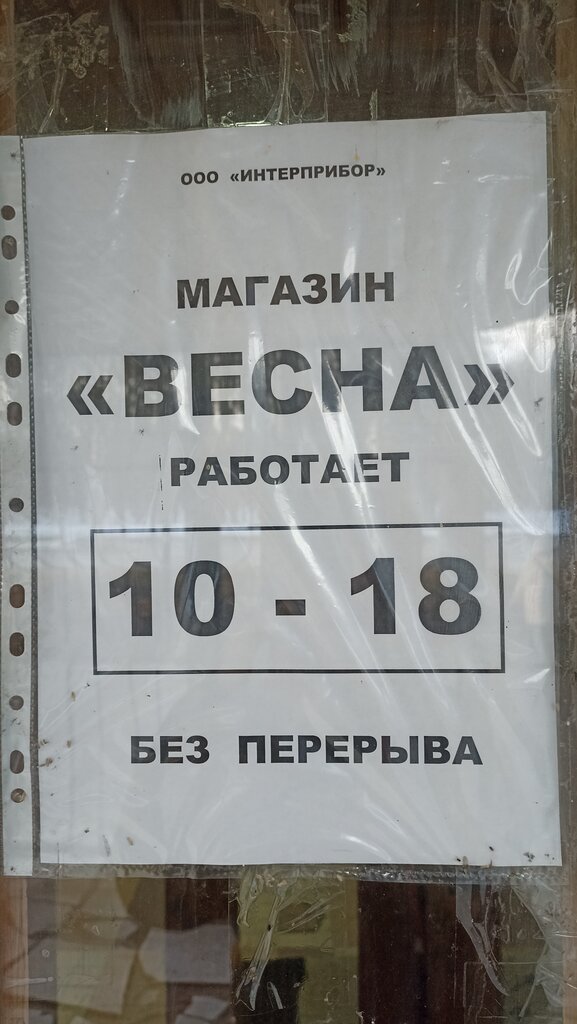 ООО «ИНТЕРПРИБОР»
МАГАЗИН
«ВЕСНА»
РАБОТАЕТ
10 - 18
БЕЗ ПЕРЕРЫВА